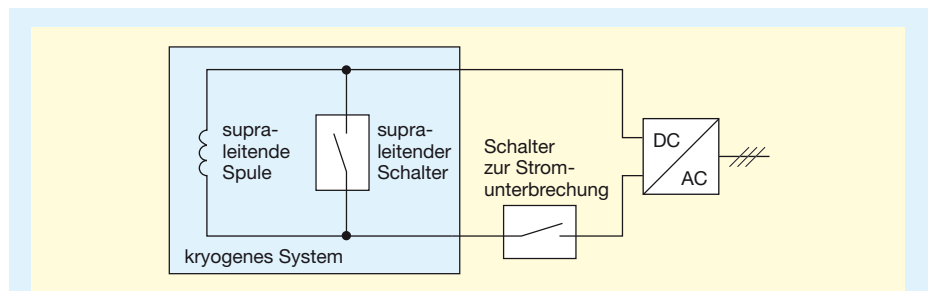 supra-
leitende
Spule
supra-
leitender
Schalter
kryogenes System
Schalter
zur Strom-
unterbrechung
DC
AC